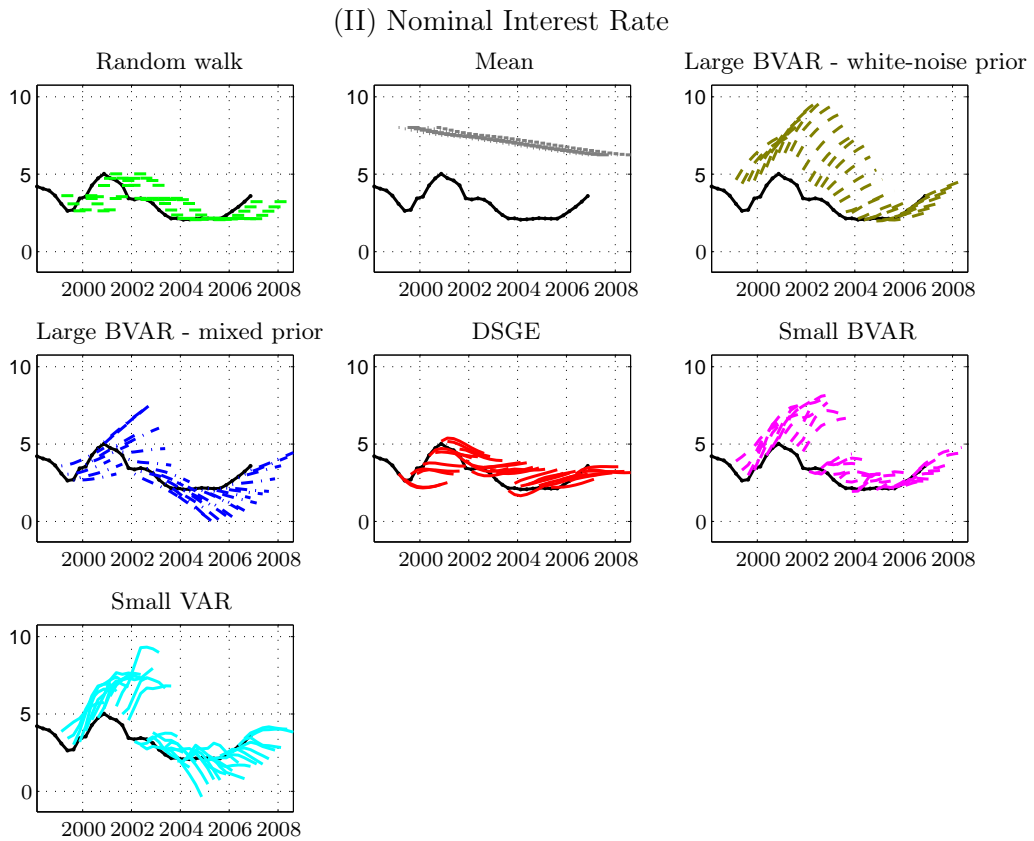 (II) Nominal Interest Rate
Random walk
10
5
0
2000 2002 2004 2006 2008
Mean
10
5
0
2000 2002 2004 2006 2008
Large BVAR - white-noise prior
10
5
0
2000 2002 2004 2006 2008
Large BVAR - mixed prior
10
5
0
2000 2002 2004 2006 2008
DSGE
10
5
0
2000 2002 2004 2006 2008
Small BVAR
10
5
0
2000 2002 2004 2006 2008
Small VAR
10
5
0
2000 2002 2004 2006 2008